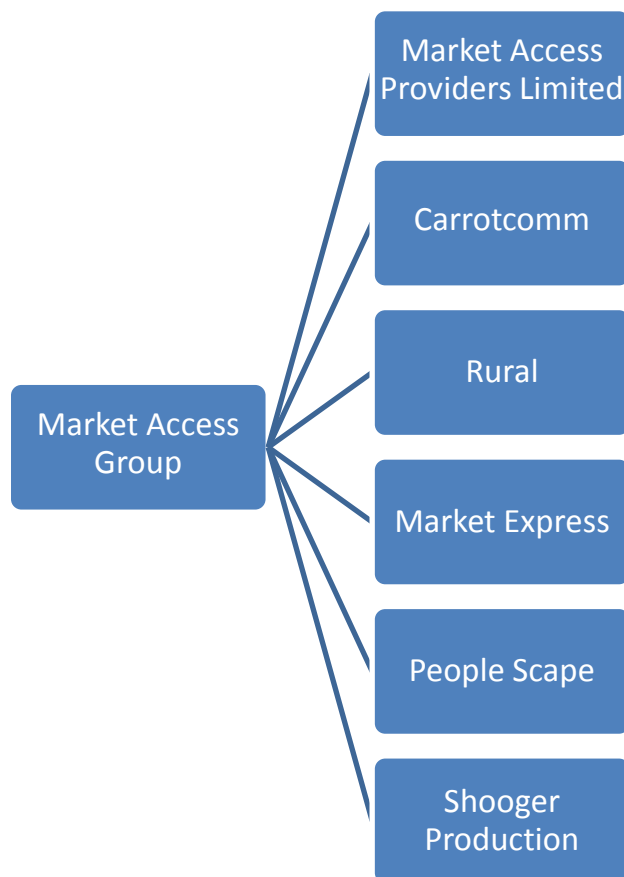 Market Access
Providers Limited
Carrotcomm
Rural
Market Access
Group
Market Express
People Scape
Shooger
Production